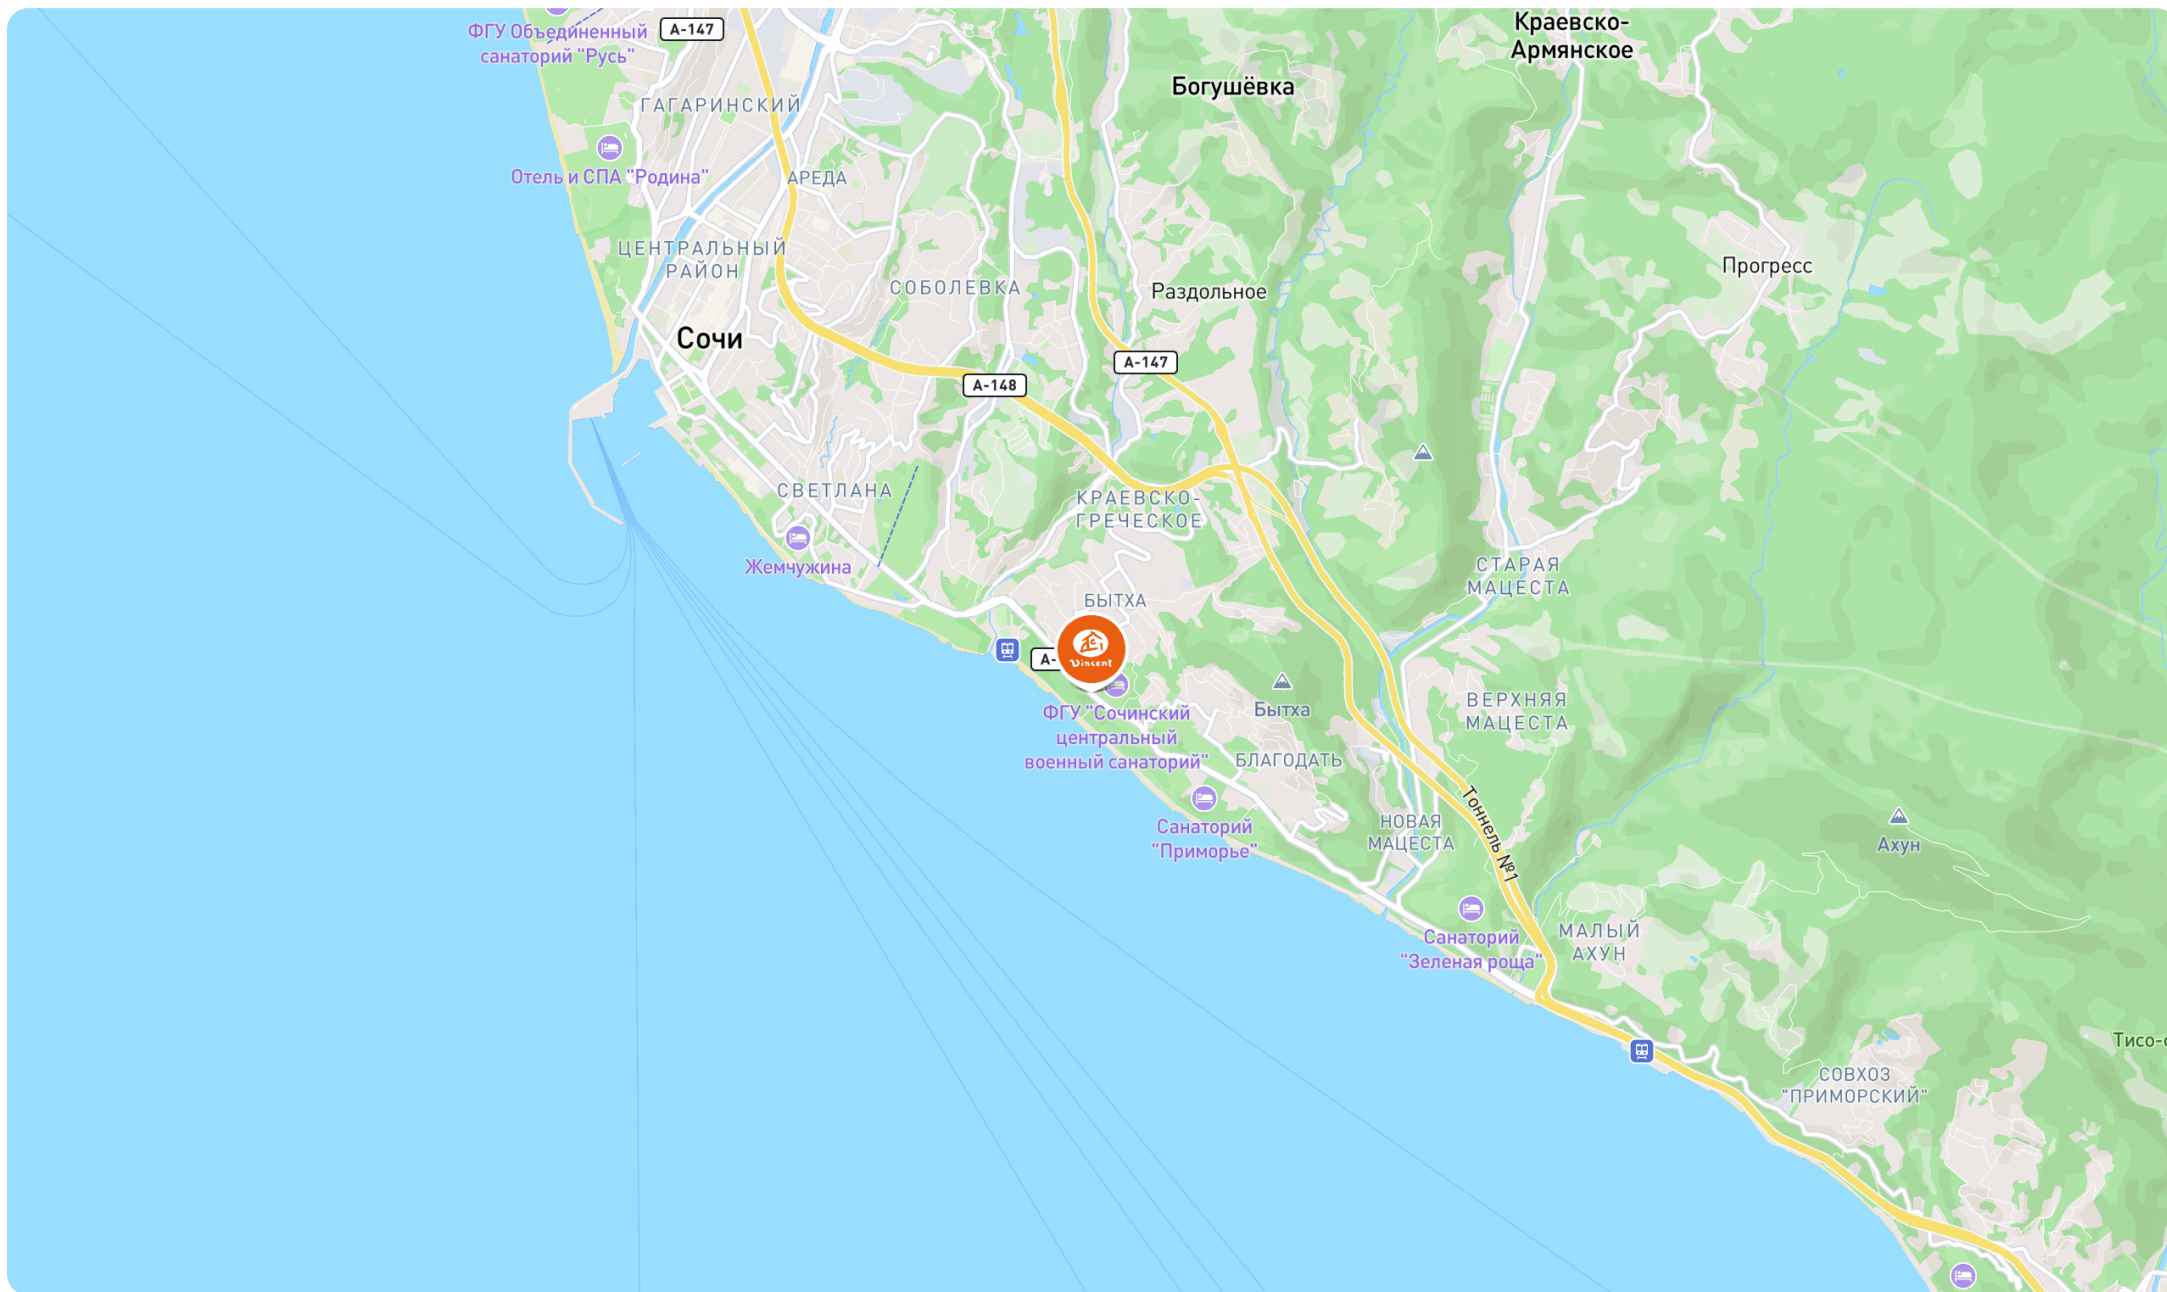 ФГУ Объединенный
санаторий "Русь"
А-147
Краевско-
Армянское
Богушёвка
ГАГАРИНСКИЙ
Отель и СПА "Родина"
АРЕДА
ЦЕНТРАЛЬНЫЙ
РАЙОН
СОБОЛЕВКА
Раздольное
Прогресс
Сочи
А-147
А-148
СВЕТЛАНА
КРАЕВСКО-
ГРЕЧЕСКОЕ
Жемчужина
СТАРАЯ
МАЦЕСТА
БЫТХА
Vincent
А-
ФГУ "Сочинский
центральный
военный санаторий"
Бытха
ВЕРХНЯЯ
МАЦЕСТА
БЛАГОДАТЬ
Санаторий
"Приморье"
НОВАЯ
МАЦЕСТА
Тоннель №1
Ахун
Санаторий
"Зеленая роща"
МАЛЫЙ
АХУН
Тисо-с
СОВХОЗ
"ПРИМОРСКИЙ"